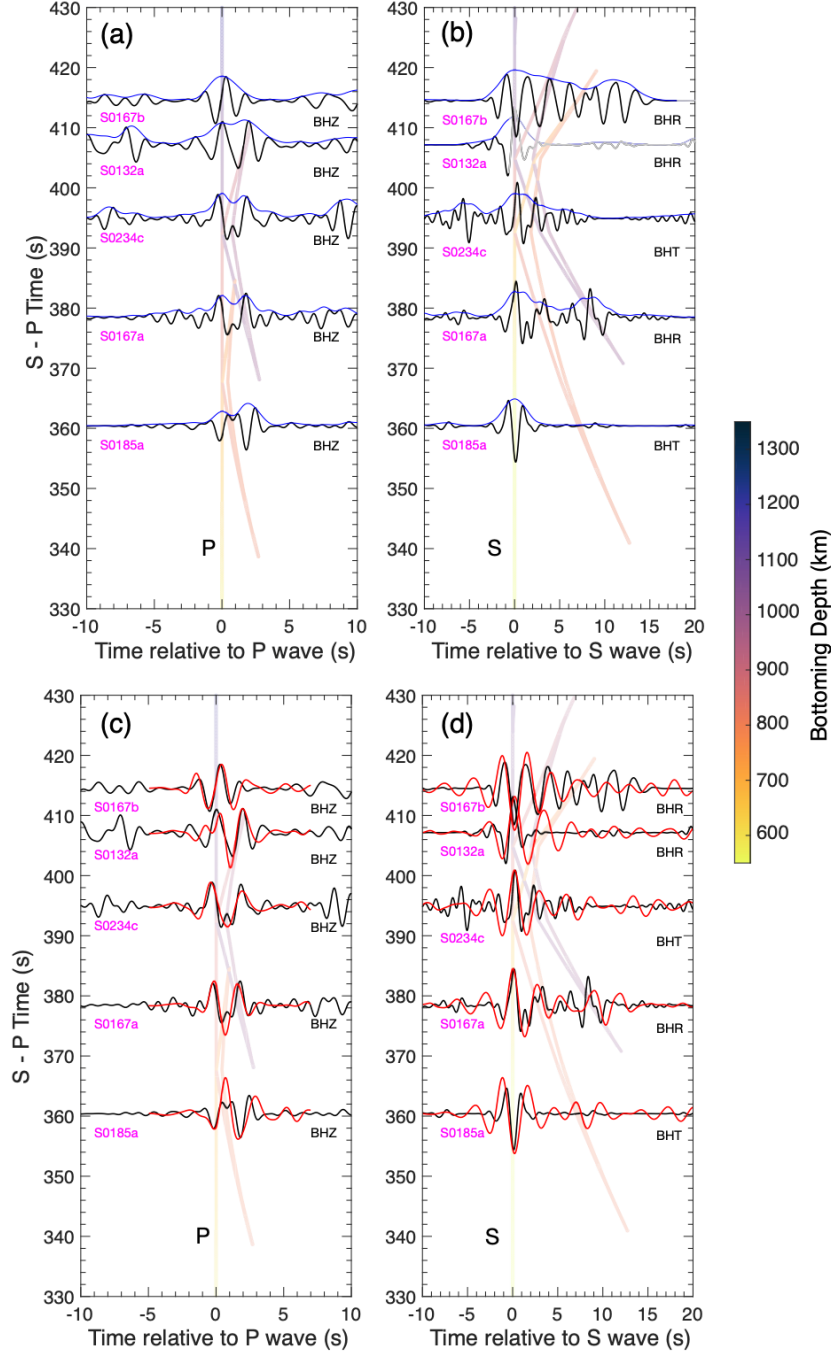 (a)
(b)
430
420
410
400
390
380
370
360
350
340
330
S - P Time (s)
S0167b
BHZ
S0132a
BHZ
S0234c
BHZ
S0167a
BHZ
S0185a
BHZ
P
-10
-5
0
5
10
Time relative to P wave (s)
430
420
410
400
390
380
370
360
350
340
330
S0167b
BHR
S0132a
BHR
S0234c
BHT
S0167a
BHR
S0185a
BHT
S
-10
-5
0
5
10
15
20
Time relative to S wave (s)
1300
1200
1100
1000
900
800
700
600
Bottoming Depth (km)
(c)
(d)
430
420
410
400
390
380
370
360
350
340
330
S - P Time (s)
S0167b
BHZ
S0132a
BHZ
S0234c
BHZ
S0167a
BHZ
S0185a
BHZ
P
-10
-5
0
5
10
Time relative to P wave (s)
430
420
410
400
390
380
370
360
350
340
330
S0167b
BHR
S0132a
BHR
S0234c
BHT
S0167a
BHR
S0185a
BHT
S
-10
-5
0
5
10
15
20
Time relative to S wave (s)